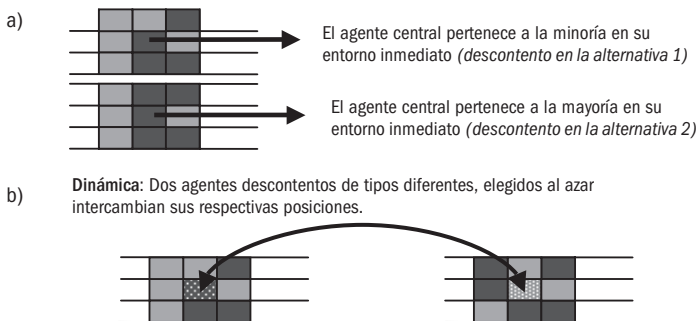 a)
El agente central pertenece a la minoría en su
entorno inmediato (descontento en la alternativa 1)
El agente central pertenece a la mayoría en su
entorno inmediato (descontento en la alternativa 2)
b)
Dinámica: Dos agentes descontentos de tipos diferentes, elegidos al azar
intercambian sus respectivas posiciones.